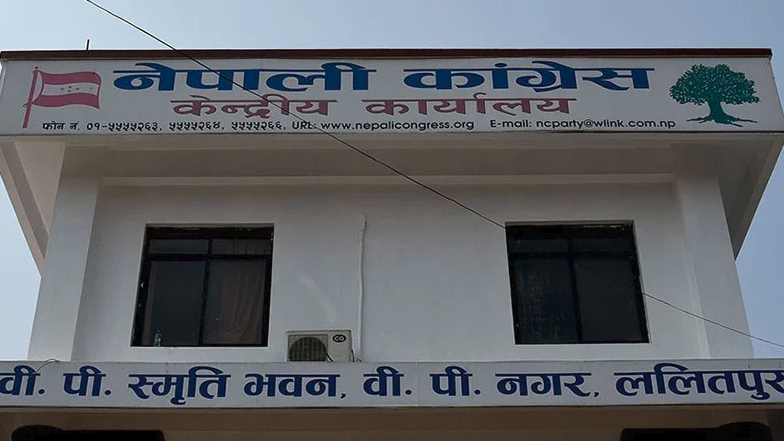 नेपाली कांग्रेस
केन्द्रीय कार्यालय
फोन नं. ०१-५५५५२६३, ५५५५२६४, ५५५५२६६, URL: www.nepalicongress.org E-mail: ncparty@wlink.com.np
वी. पी. स्मृति भवन, वी. पी. नगर, ललितपुर